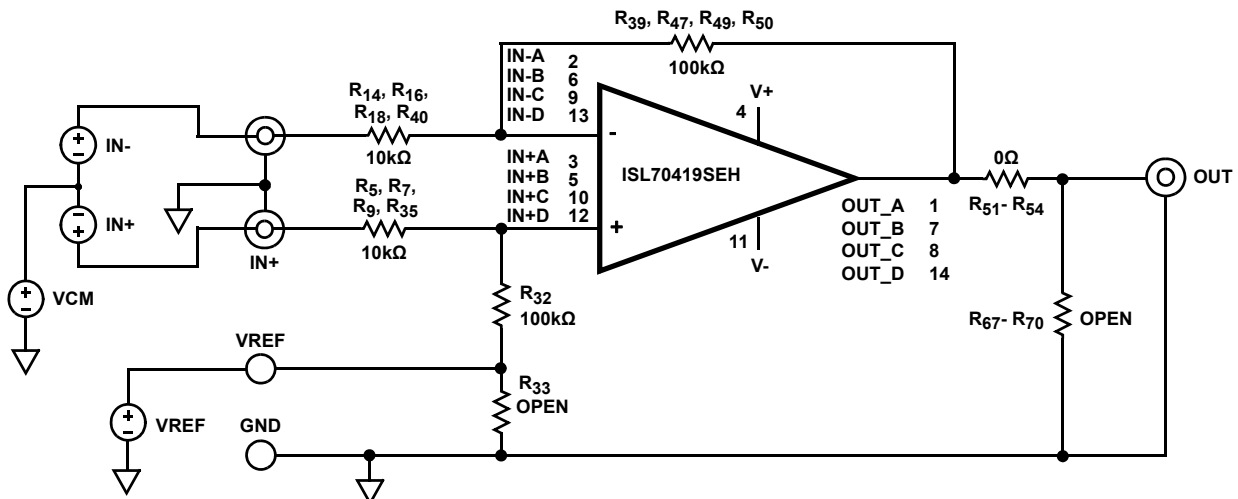 R39, R47, R49, R50
100kΩ
IN-A 2
IN-B 6
IN-C 9
IN-D 13
R14, R16,
R18, R40
10kΩ
IN-
+
-
IN+
+
-
V+
4
-
ISL70419SEH
+
11
V-
IN+A 3
IN+B 5
IN+C 10
IN+D 12
R5, R7,
R9, R35
10kΩ
IN+
0Ω
R51- R54
OUT
OUT_A 1
OUT_B 7
OUT_C 8
OUT_D 14
+
-
VCM
R32
100kΩ
R67- R70
OPEN
VREF
R33
OPEN
+
-
VREF
GND